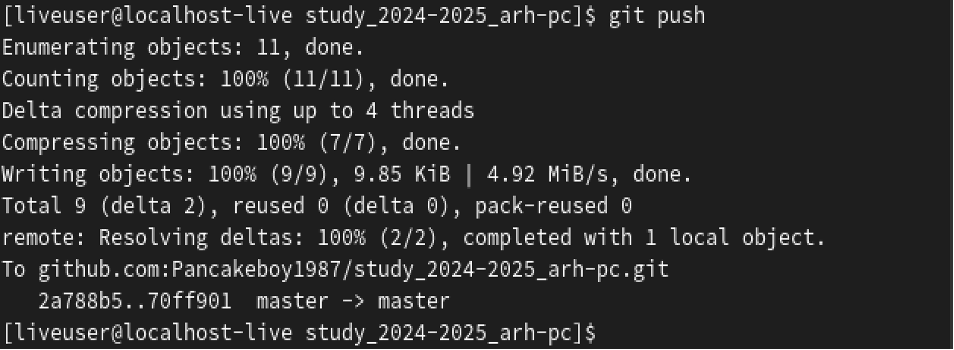 [liveuser@localhost-live study_2024-2025_arh-pc]$ git push
Enumerating objects: 11, done.
Counting objects: 100% (11/11), done.
Delta compression using up to 4 threads
Compressing objects: 100% (7/7), done.
Writing objects: 100% (9/9), 9.85 KiB | 4.92 MiB/s, done.
Total 9 (delta 2), reused 0 (delta 0), pack-reused 0
remote: Resolving deltas: 100% (2/2), completed with 1 local object.
To github.com:Pancakeboy1987/study_2024-2025_arh-pc.git
   2a788b5..70ff901  master -> master
[liveuser@localhost-live study_2024-2025_arh-pc]$